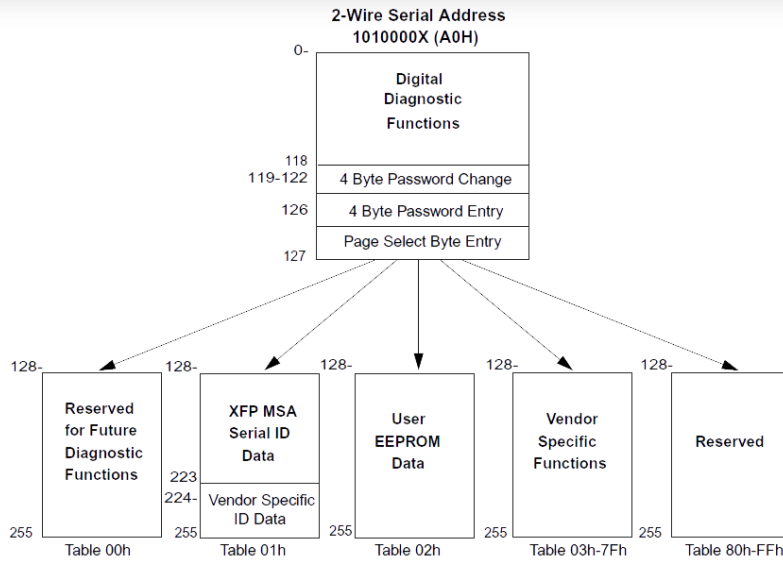 2-Wire Serial Address
1010000X (A0H)
0-
Digital
Diagnostic
Functions
118
119-122
4 Byte Password Change
126
4 Byte Password Entry
Page Select Byte Entry
127
128-
128-
128-
128-
128-
Reserved
for Future
Diagnostic
Functions
XFP MSA
Serial ID
Data
User
EEPROM
Data
Vendor
Specific
Functions
Reserved
223
224-
Vendor Specific
ID Data
255
255
255
255
255
Table 00h
Table 01h
Table 02h
Table 03h-7Fh
Table 80h-FFh